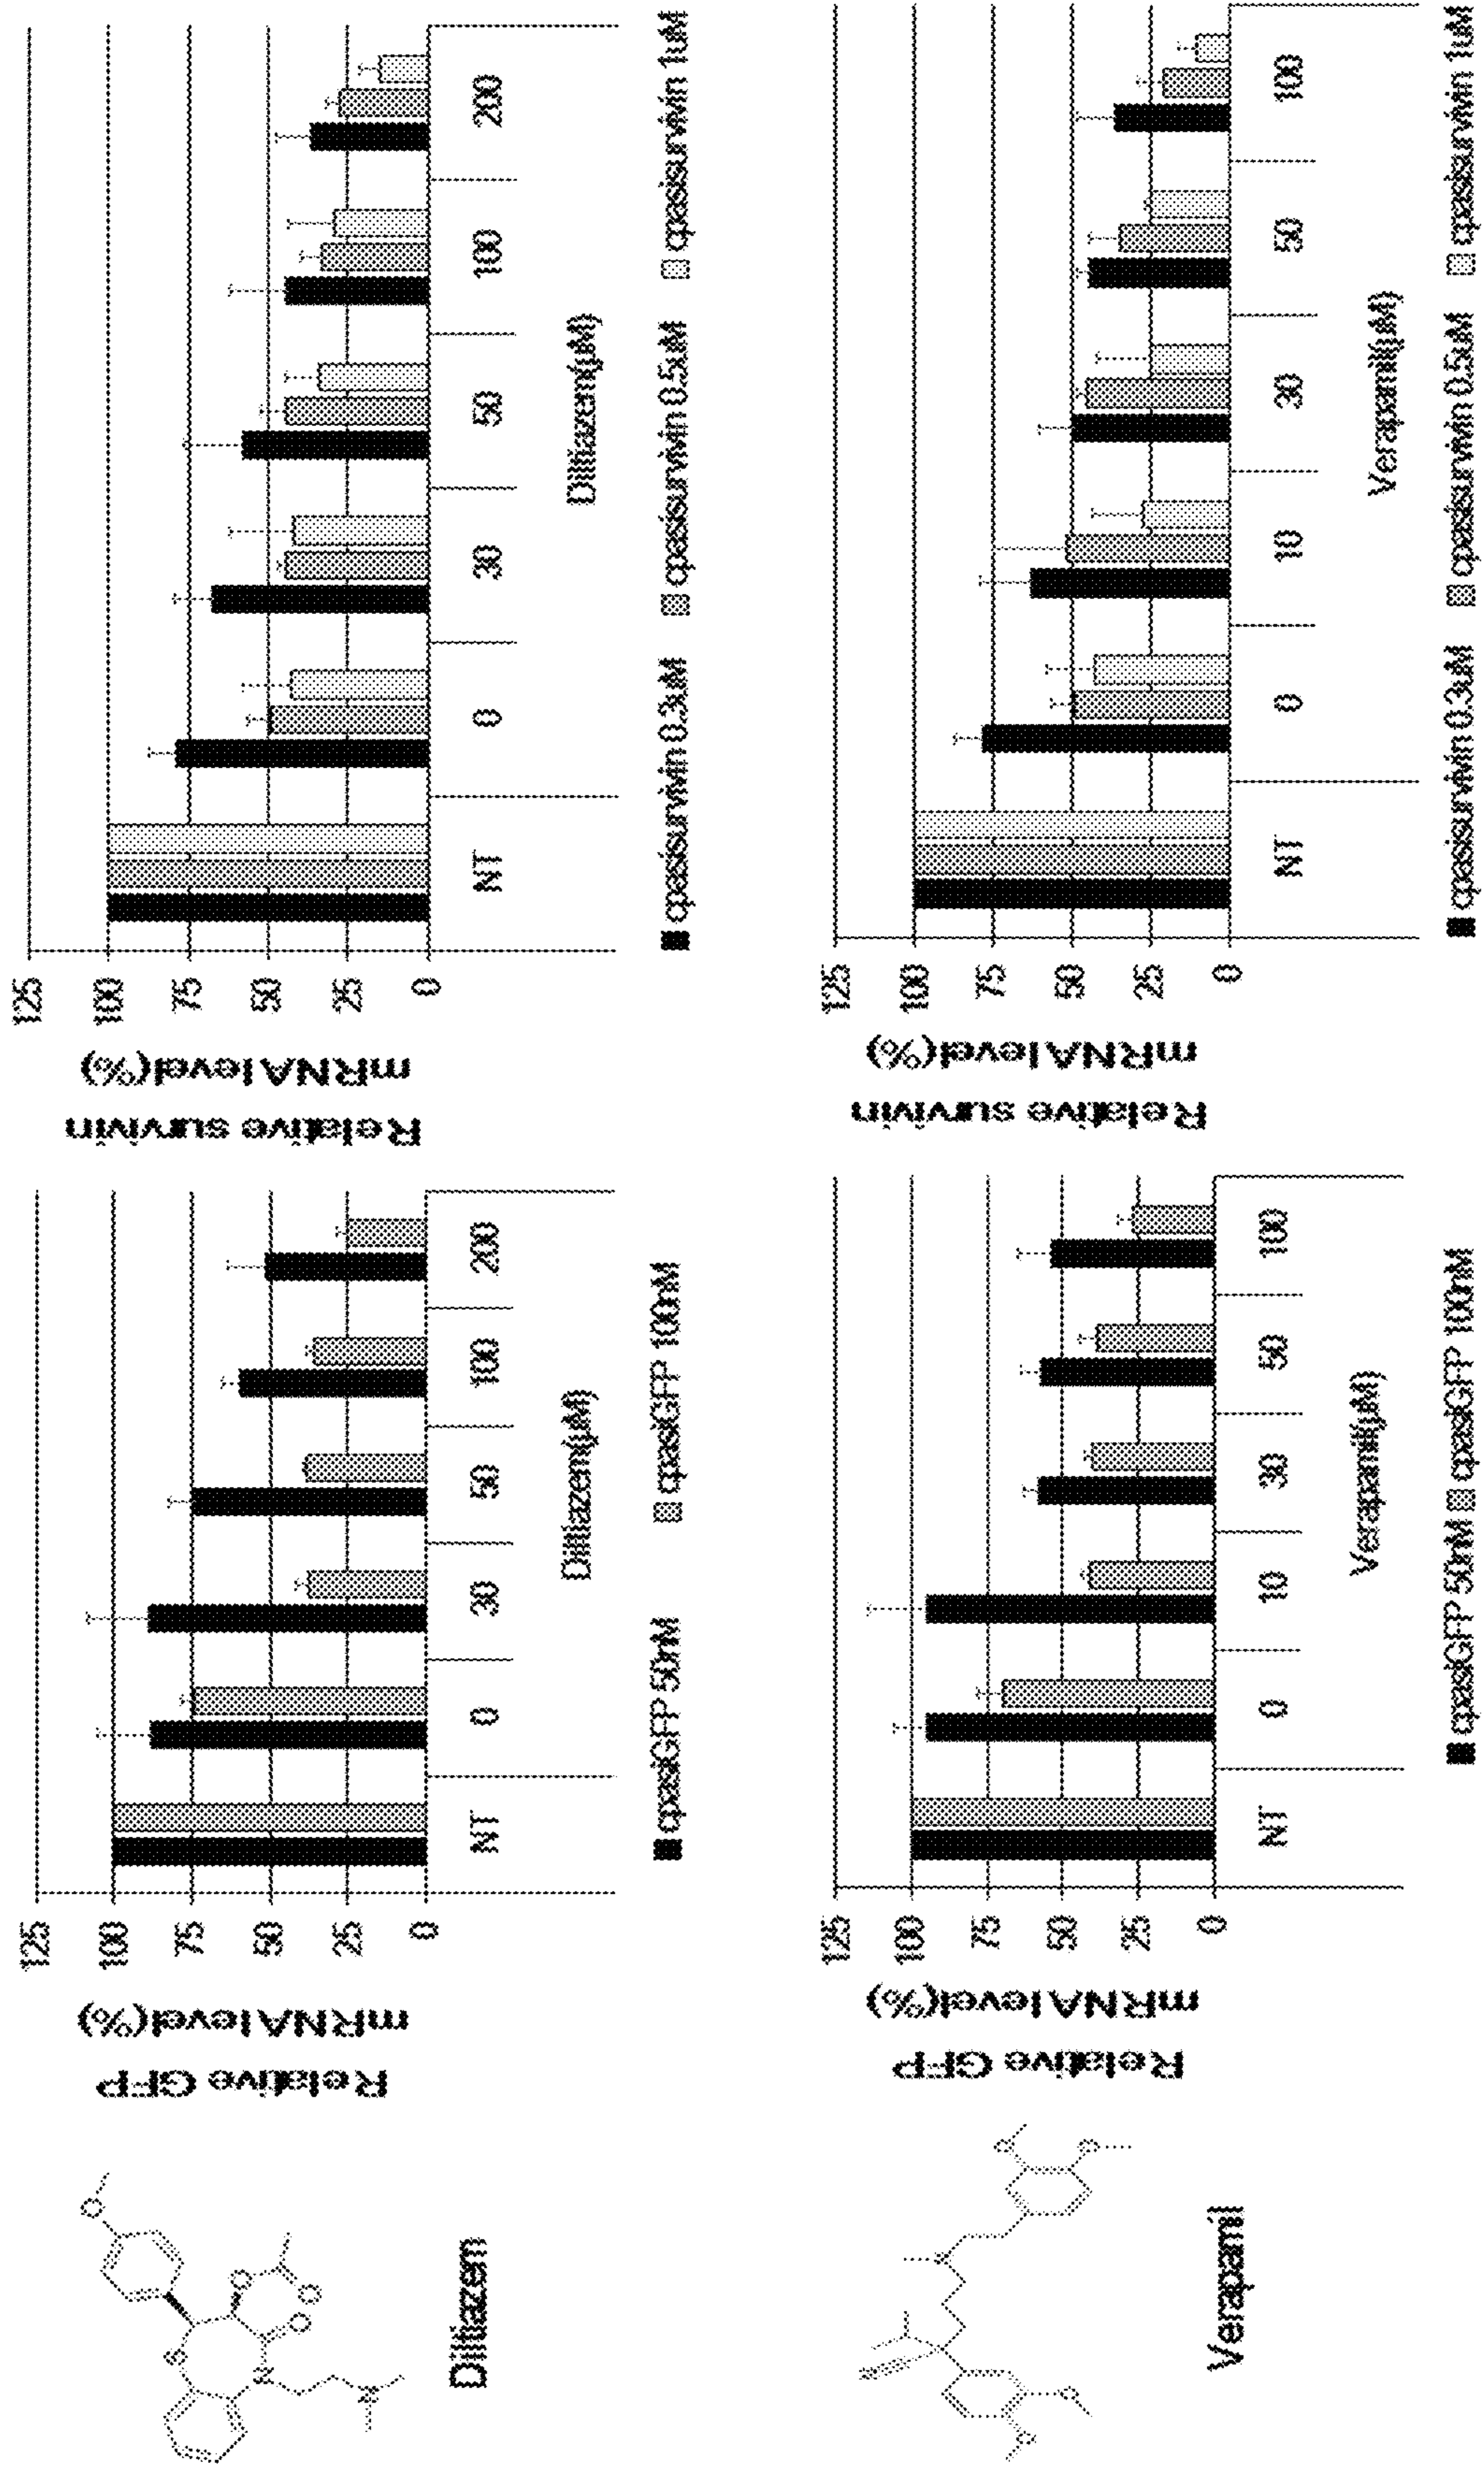 O
S
O
O
O
N
N
Diltiazem
Relative GFP
mRNA level(%)
125
100
75
50
25
0
NT
0
30
50
100
200
Diltiazem(μM)
cpasiGFP 50nM
cpasiGFP 100nM
Relative survivin
mRNA level(%)
125
100
75
50
25
0
NT
0
30
50
100
200
Diltiazem(μM)
cpasisurvivin 0.3uM
cpasisurvivin 0.5uM
cpasisurvivin 1uM
N
N
O
O
O
O
Verapamil
Relative GFP
mRNA level(%)
125
100
75
50
25
0
NT
0
10
30
50
100
Verapamil(μM)
cpasiGFP 50nM
cpasiGFP 100nM
Relative survivin
mRNA level(%)
125
100
75
50
25
0
NT
0
10
30
50
100
Verapamil(μM)
cpasisurvivin 0.3uM
cpasisurvivin 0.5uM
cpasisurvivin 1uM